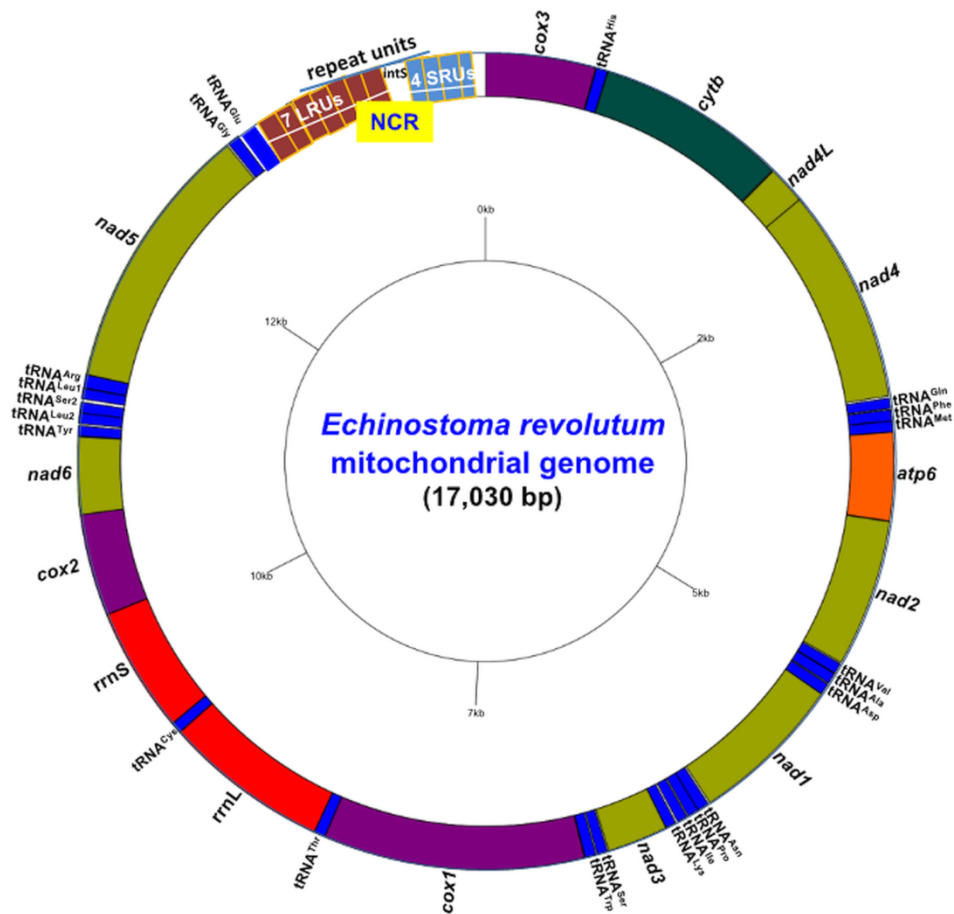 repeat units
7 LRUs
intS
4 SRUs
NCR
cox3
tRNAHis
cytb
nad4L
nad4
tRNAGln
tRNAPhe
tRNAMet
atp6
nad2
tRNAVal
tRNAAla
tRNAAsp
nad1
tRNAAsn
tRNAPro
tRNAIle
tRNALys
nad3
tRNASer
tRNATrp
cox1
tRNAThr
rrnL
tRNACys
rrnS
cox2
nad6
tRNATyr
tRNALeu2
tRNASer2
tRNALeu1
tRNAArg
nad5
tRNAGly
tRNAGlu
0kb
2kb
5kb
7kb
10kb
12kb
Echinostoma revolutum
mitochondrial genome
(17,030 bp)